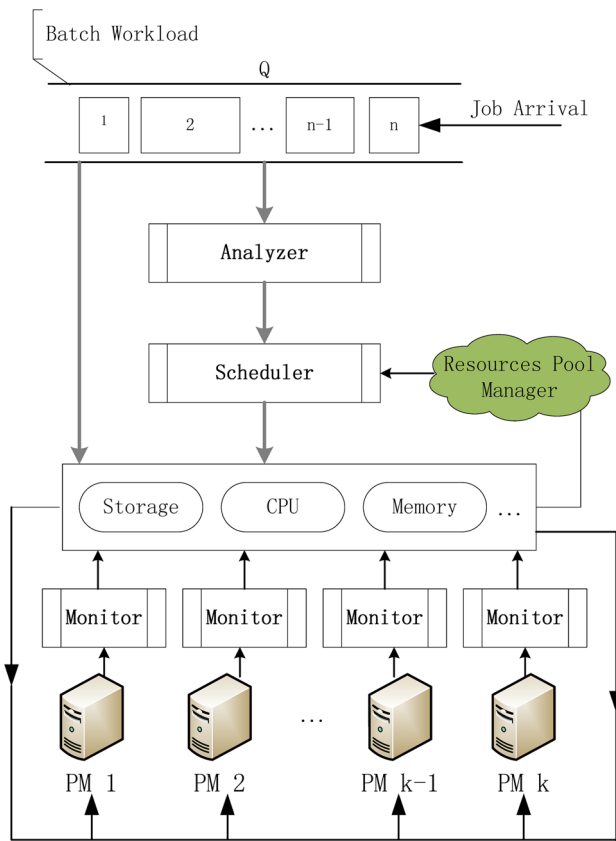 Batch Workload
Q
1
2
...
n-1
n
Job Arrival
Analyzer
Scheduler
Resources Pool
Manager
Storage
CPU
Memory
...
Monitor
Monitor
Monitor
Monitor
...
PM 1
PM 2
PM k-1
PM k